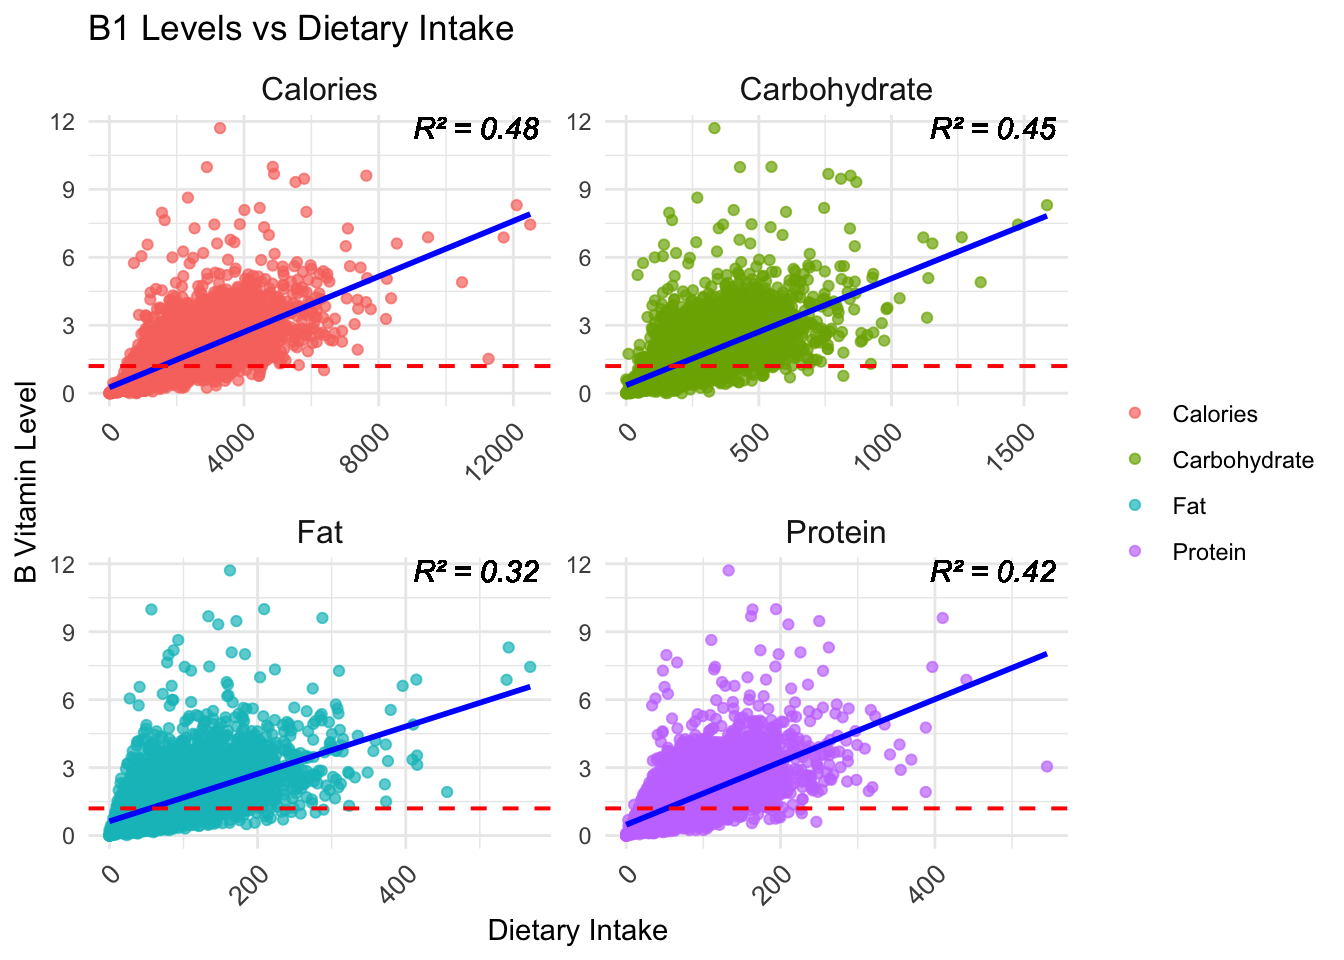 B1 Levels vs Dietary Intake
Calories
Carbohydrate
R² = 0.48
R² = 0.45
12
9
6
3
0
12
9
6
3
0
0
4000
8000
12000
0
500
1000
1500
B Vitamin Level
Fat
Protein
R² = 0.32
R² = 0.42
12
9
6
3
0
12
9
6
3
0
0
200
400
0
200
400
Dietary Intake
Calories
Carbohydrate
Fat
Protein